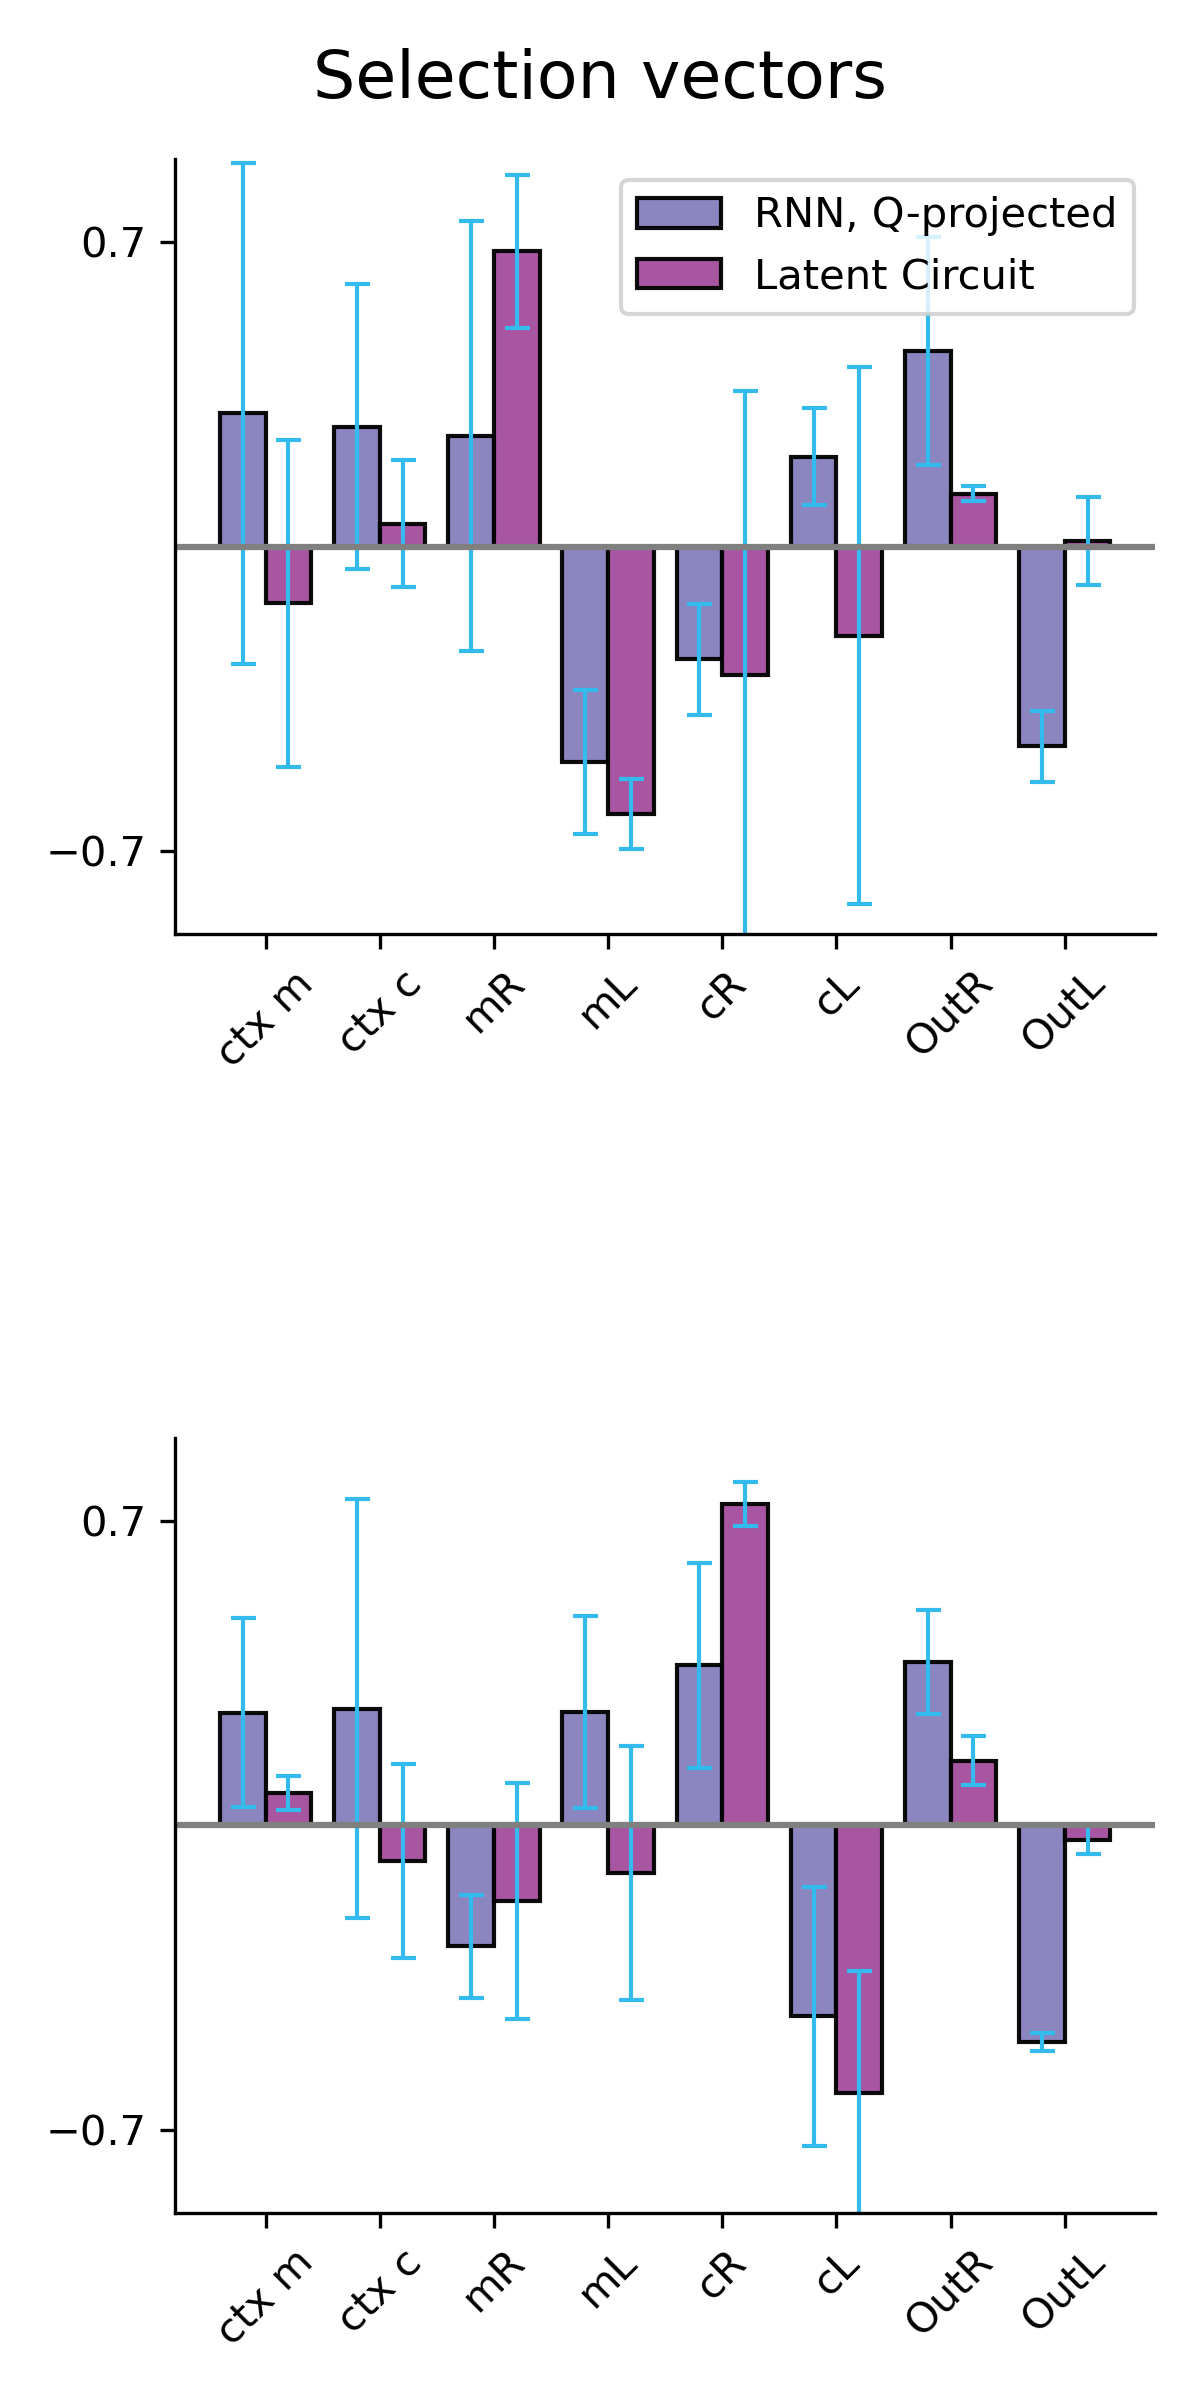 Selection vectors
RNN, Q-projected
Latent Circuit
0.7
−0.7
ctx m
ctx c
mR
mL
cR
cL
OutR
OutL
0.7
−0.7
ctx m
ctx c
mR
mL
cR
cL
OutR
OutL